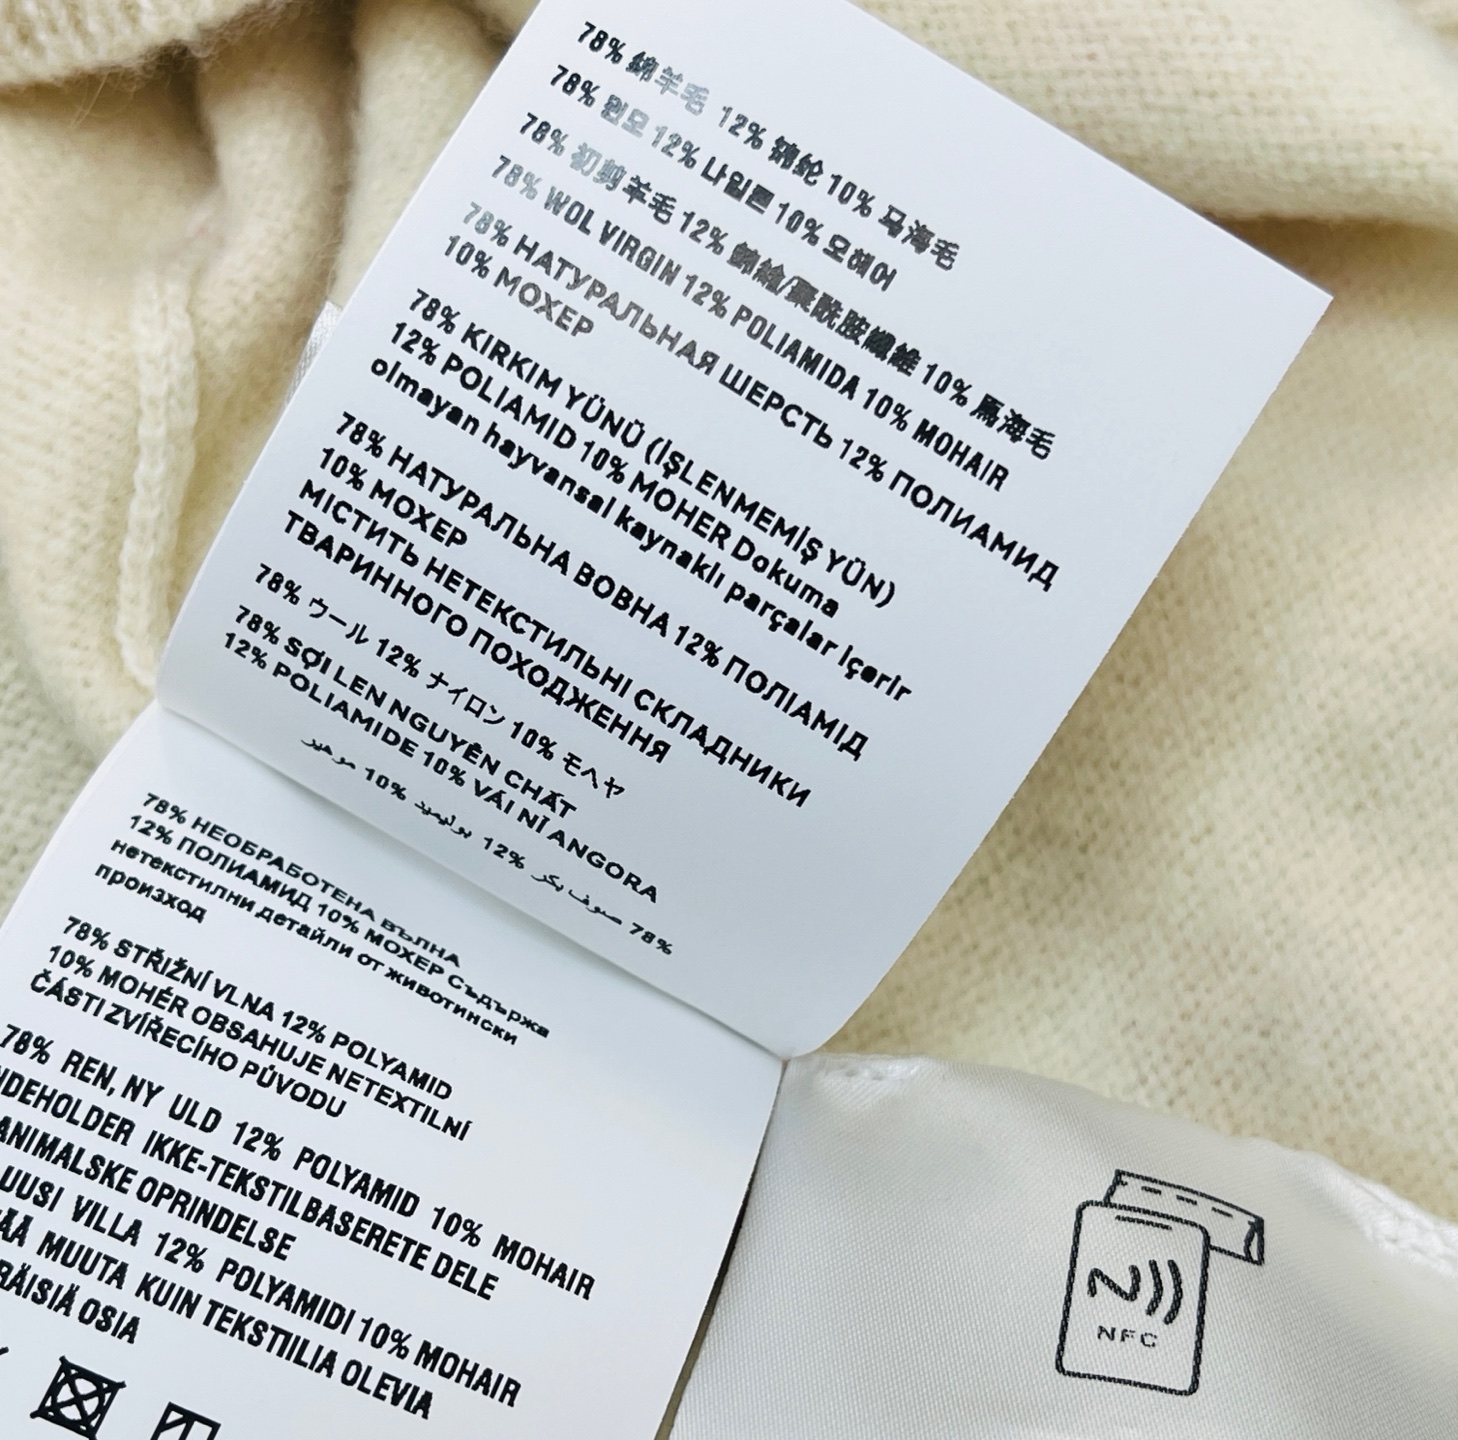 78% 綿羊毛 12% 锦纶 10% 马海毛
78% 원모 12% 나일론 10% 모헤어
78% 初剪羊毛 12% 錦綸/聚酰胺纖維 10% 馬海毛
78% WOL VIRGIN 12% POLIAMIDA 10% MOHAIR
78% НАТУРАЛЬНАЯ ШЕРСТЬ 12% ПОЛИАМИД
10% МОХЕР
78% KIRKIM YÜNÜ (İŞLENMEMİŞ YÜN)
12% POLIAMID 10% MOHER Dokuma
olmayan hayvansal kaynaklı parçalar içerir
78% НАТУРАЛЬНА ВОВНА 12% ПОЛІАМІД
10% МОХЕР
МІСТИТЬ НЕТЕКСТИЛЬНІ СКЛАДНИКИ
ТВАРИННОГО ПОХОДЖЕННЯ
78% ウール 12% ナイロン 10% モヘヤ
78% SỢI LEN NGUYÊN CHẤT
12% POLIAMIDE 10% VẢI NỈ ANGORA
78% صوف بكر 12% بوليميد 10% موهير
78% НЕОБРАБОТЕНА ВЪЛНА
12% ПОЛИАМИД 10% МОХЕР Съдържа
нетекстилни детайли от животински
произход
78% STŘIŽNÍ VLNA 12% POLYAMID
10% MOHÉR OBSAHUJE NETEXTILNÍ
ČÁSTI ZVÍŘECÍHO PŮVODU
78% REN, NY ULD 12% POLYAMID 10% MOHAIR
NDEHOLDER IKKE-TEKSTILBASEREDE DELE
ANIMALSKE OPRINDELSE
UUSI VILLA 12% POLYAMIDI 10% MOHAIR
ÄÄ MUUTA KUIN TEKSTIILIA OLEVIA
RÄISIÄ OSIA
NFC